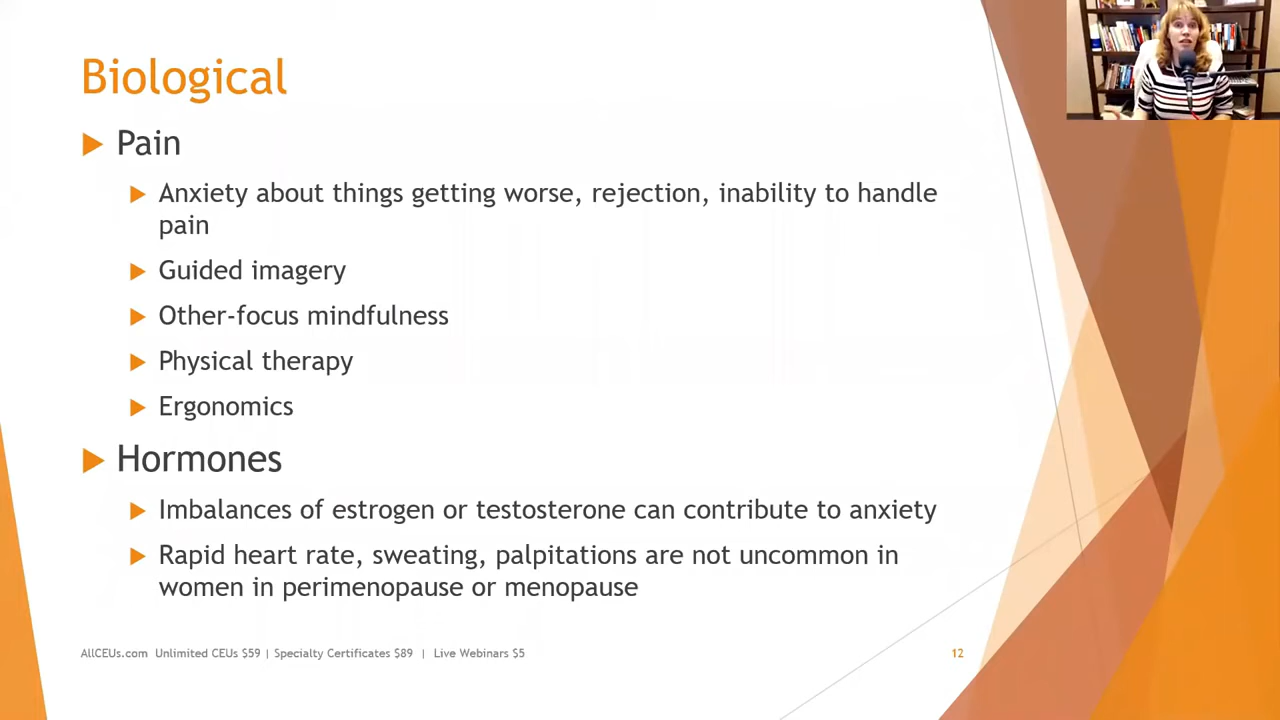 Biological
Pain
Anxiety about things getting worse, rejection, inability to handle
pain
Guided imagery
Other-focus mindfulness
Physical therapy
Ergonomics
Hormones
Imbalances of estrogen or testosterone can contribute to anxiety
Rapid heart rate, sweating, palpitations are not uncommon in
women in perimenopause or menopause
AllCEUs.com Unlimited CEUs $59 | Specialty Certificates $89 | Live Webinars $5
12